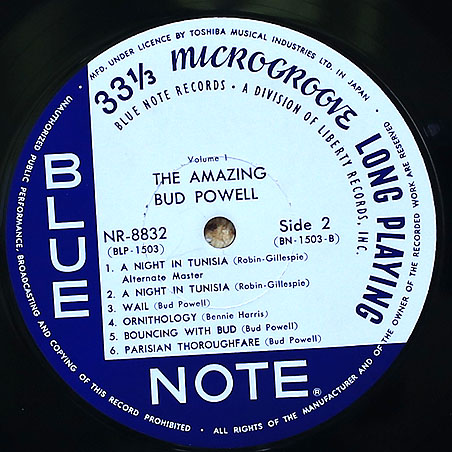 MFD. UNDER LICENCE BY TOSHIBA MUSICAL INDUSTRIES LTD. IN JAPAN •
33⅓ MICROGROOVE LONG PLAYING
BLUE NOTE RECORDS • A DIVISION OF LIBERTY RECORDS, INC.
Volume 1
THE AMAZING
BUD POWELL
NR-8832
(BLP-1503)
Side 2
(BN-1503-B)
1. A NIGHT IN TUNISIA (Robin-Gillespie)
Alternate Master
2. A NIGHT IN TUNISIA (Robin-Gillespie)
3. WAIL (Bud Powell)
4. ORNITHOLOGY (Bennie Harris)
5. BOUNCING WITH BUD (Bud Powell)
6. PARISIAN THOROUGHFARE (Bud Powell)
BLUE
NOTE®
• UNAUTHORIZED PUBLIC PERFORMANCE, BROADCASTING AND COPYING OF THIS RECORD PROHIBITED • ALL RIGHTS OF THE MANUFACTURER AND OF THE OWNER OF THE RECORDED WORK ARE RESERVED